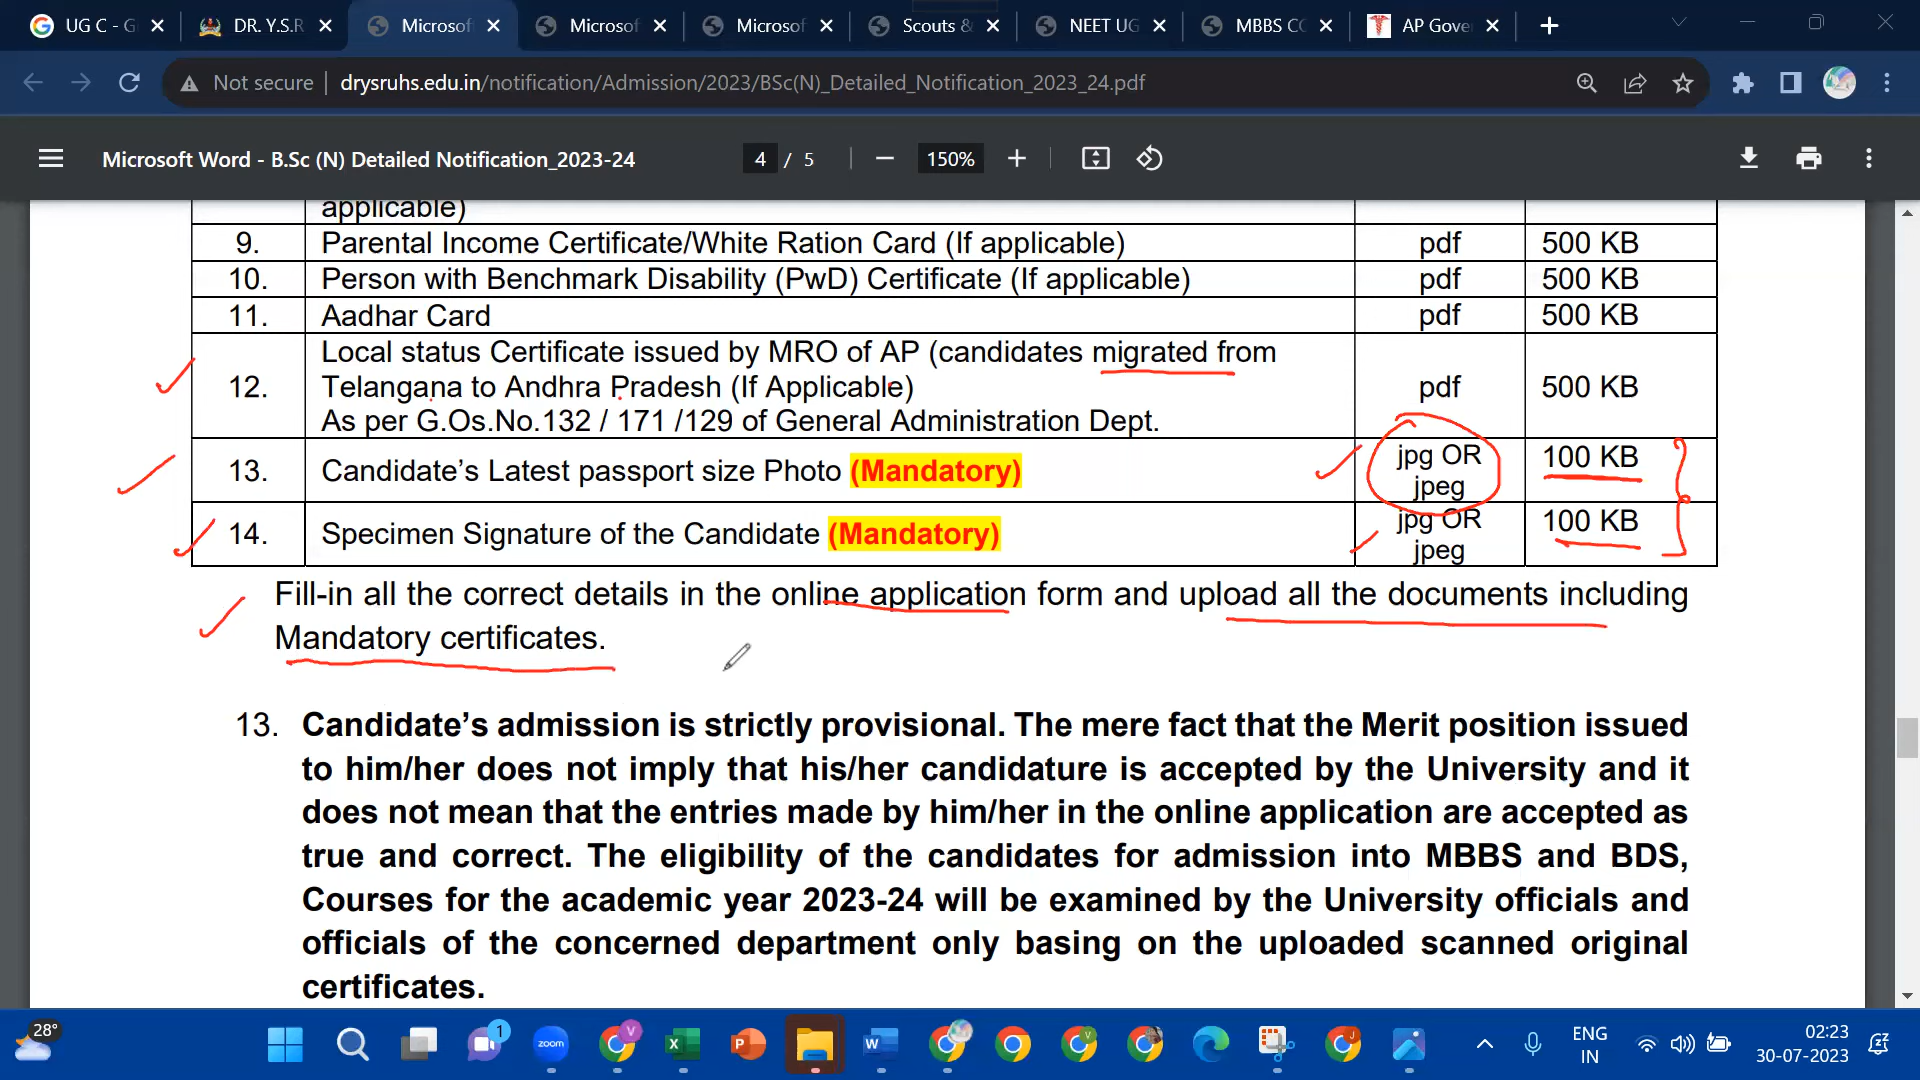 UG C - G
DR. Y.S.R
Microsof
Microsof
Microsof
Scouts &
NEET UG
MBBS CC
AP Gove
Not secure drysruhs.edu.in/notification/Admission/2023/BSc(N)_Detailed_Notification_2023_24.pdf
Microsoft Word - B.Sc (N) Detailed Notification_2023-24
4 / 5
150%
applicable)
9. Parental Income Certificate/White Ration Card (If applicable) pdf 500 KB
10. Person with Benchmark Disability (PwD) Certificate (If applicable) pdf 500 KB
11. Aadhar Card pdf 500 KB
Local status Certificate issued by MRO of AP (candidates migrated from
12. Telangana to Andhra Pradesh (If Applicable) pdf 500 KB
As per G.Os.No.132 / 171 /129 of General Administration Dept.
13. Candidate’s Latest passport size Photo (Mandatory) jpg OR 100 KB
jpeg
14. Specimen Signature of the Candidate (Mandatory) jpg OR 100 KB
jpeg
Fill-in all the correct details in the online application form and upload all the documents including
Mandatory certificates.
13. Candidate’s admission is strictly provisional. The mere fact that the Merit position issued
to him/her does not imply that his/her candidature is accepted by the University and it
does not mean that the entries made by him/her in the online application are accepted as
true and correct. The eligibility of the candidates for admission into MBBS and BDS,
Courses for the academic year 2023-24 will be examined by the University officials and
officials of the concerned department only basing on the uploaded scanned original
certificates.
28°
1
zoom
V
X
P
W
V
J
ENG
IN
02:23
30-07-2023